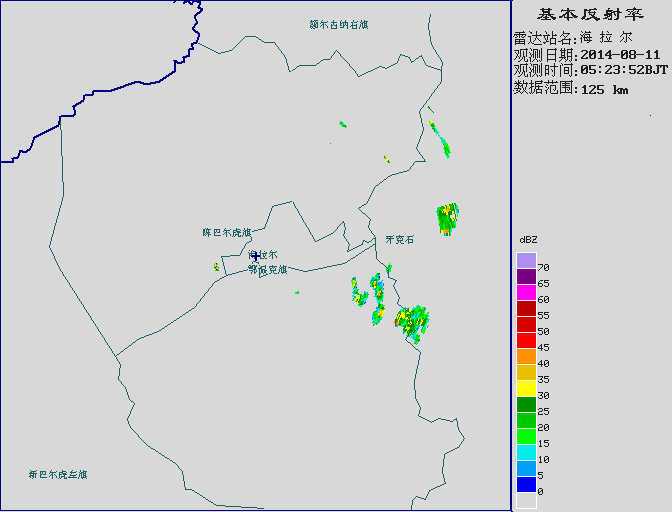 基本反射率
雷达站名:海 拉 尔
观测日期:2014-08-11
观测时间:05:23:52BJT
数据范围:125 km
额尔古纳右旗
陈巴尔虎旗
海拉尔
鄂温克旗
牙克石
新巴尔虎左旗
dBZ
70
65
60
55
50
45
40
35
30
25
20
15
10
5
0